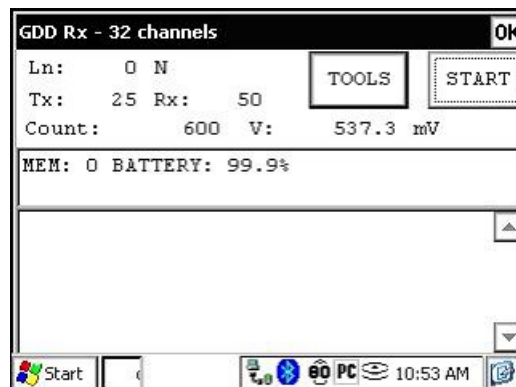 GDD Rx - 32 channels OK
Ln: 0 N
TOOLS START
Tx: 25 Rx: 50
Count: 600 V: 537.3 mV
MEM: 0 BATTERY: 99.9%
Start PC 10:53 AM